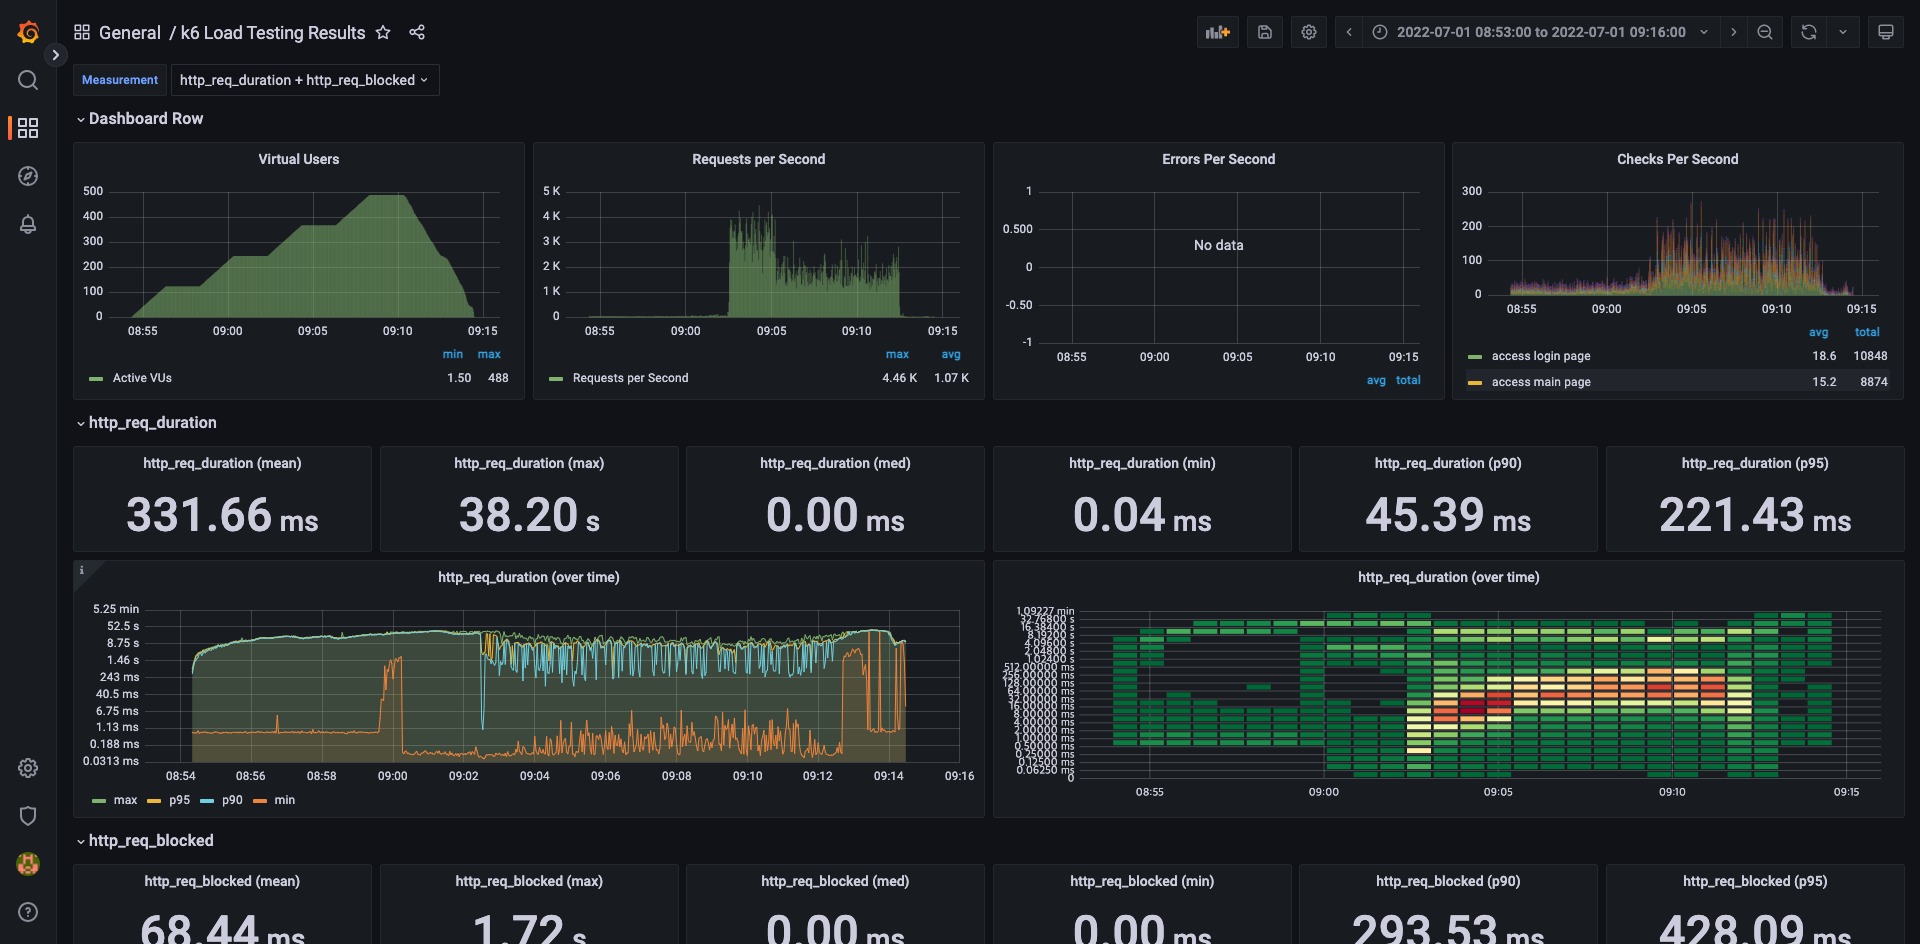 General / k6 Load Testing Results
2022-07-01 08:53:00 to 2022-07-01 09:16:00
Measurement
http_req_duration + http_req_blocked
Dashboard Row
Virtual Users
500
400
300
200
100
0
08:55 09:00 09:05 09:10 09:15
min max
Active VUs 1.50 488
Requests per Second
5 K
4 K
3 K
2 K
1 K
0
08:55 09:00 09:05 09:10 09:15
max avg
Requests per Second 4.46 K 1.07 K
Errors Per Second
1
0.500
0
-0.50
-1
No data
08:55 09:00 09:05 09:10 09:15
avg total
Checks Per Second
300
200
100
0
08:55 09:00 09:05 09:10 09:15
avg total
access login page 18.6 10848
access main page 15.2 8874
http_req_duration
http_req_duration (mean)
331.66 ms
http_req_duration (max)
38.20 s
http_req_duration (med)
0.00 ms
http_req_duration (min)
0.04 ms
http_req_duration (p90)
45.39 ms
http_req_duration (p95)
221.43 ms
i
http_req_duration (over time)
5.25 min
52.5 s
8.75 s
1.46 s
243 ms
40.5 ms
6.75 ms
1.13 ms
0.188 ms
0.0313 ms
08:54 08:56 08:58 09:00 09:02 09:04 09:06 09:08 09:10 09:12 09:14 09:16
max p95 p90 min
http_req_duration (over time)
1.09227 min
32.76800 s
16.38400 s
8.19200 s
4.09600 s
2.04800 s
1.02400 s
512.00000 ms
256.00000 ms
128.00000 ms
64.00000 ms
32.00000 ms
16.00000 ms
8.00000 ms
4.00000 ms
2.00000 ms
1.00000 ms
0.50000 ms
0.25000 ms
0.12500 ms
0.06250 ms
0
08:55 09:00 09:05 09:10 09:15
http_req_blocked
http_req_blocked (mean)
68.44 ms
http_req_blocked (max)
1.72 s
http_req_blocked (med)
0.00 ms
http_req_blocked (min)
0.00 ms
http_req_blocked (p90)
293.53 ms
http_req_blocked (p95)
428.09 ms